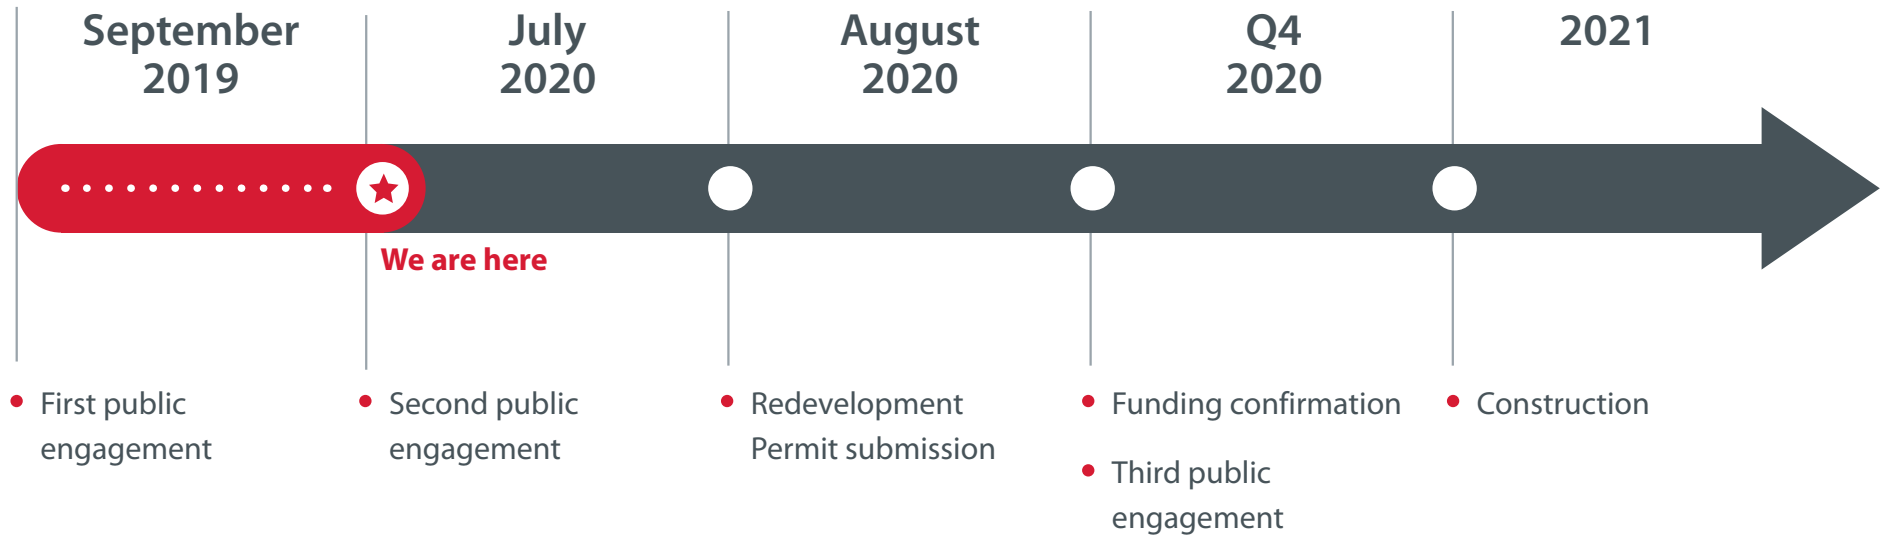 September
2019
July
2020
August
2020
Q4
2020
2021
We are here
First public
engagement
Second public
engagement
Redevelopment
Permit submission
Funding confirmation
Third public
engagement
Construction